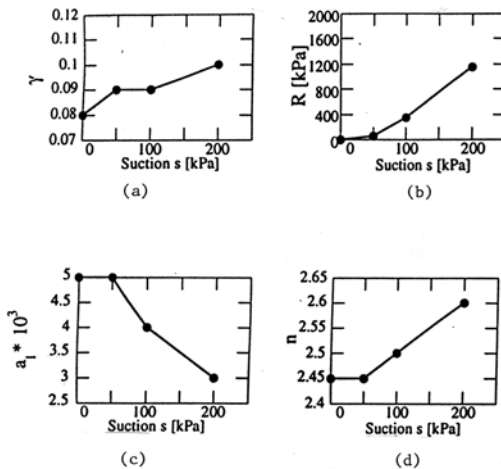 0.12
0.11
0.1
0.09
0.08
0.07
γ
0 100 200
Suction s [kPa]
(a)
2000
1600
1200
800
400
0
R [kPa]
0 100 200
Suction s [kPa]
(b)
5
4.5
4
3.5
3
2.5
a1 * 10^3
0 100 200
Suction s [kPa]
(c)
2.65
2.6
2.55
2.5
2.45
2.4
n
0 100 200
Suction s [kPa]
(d)